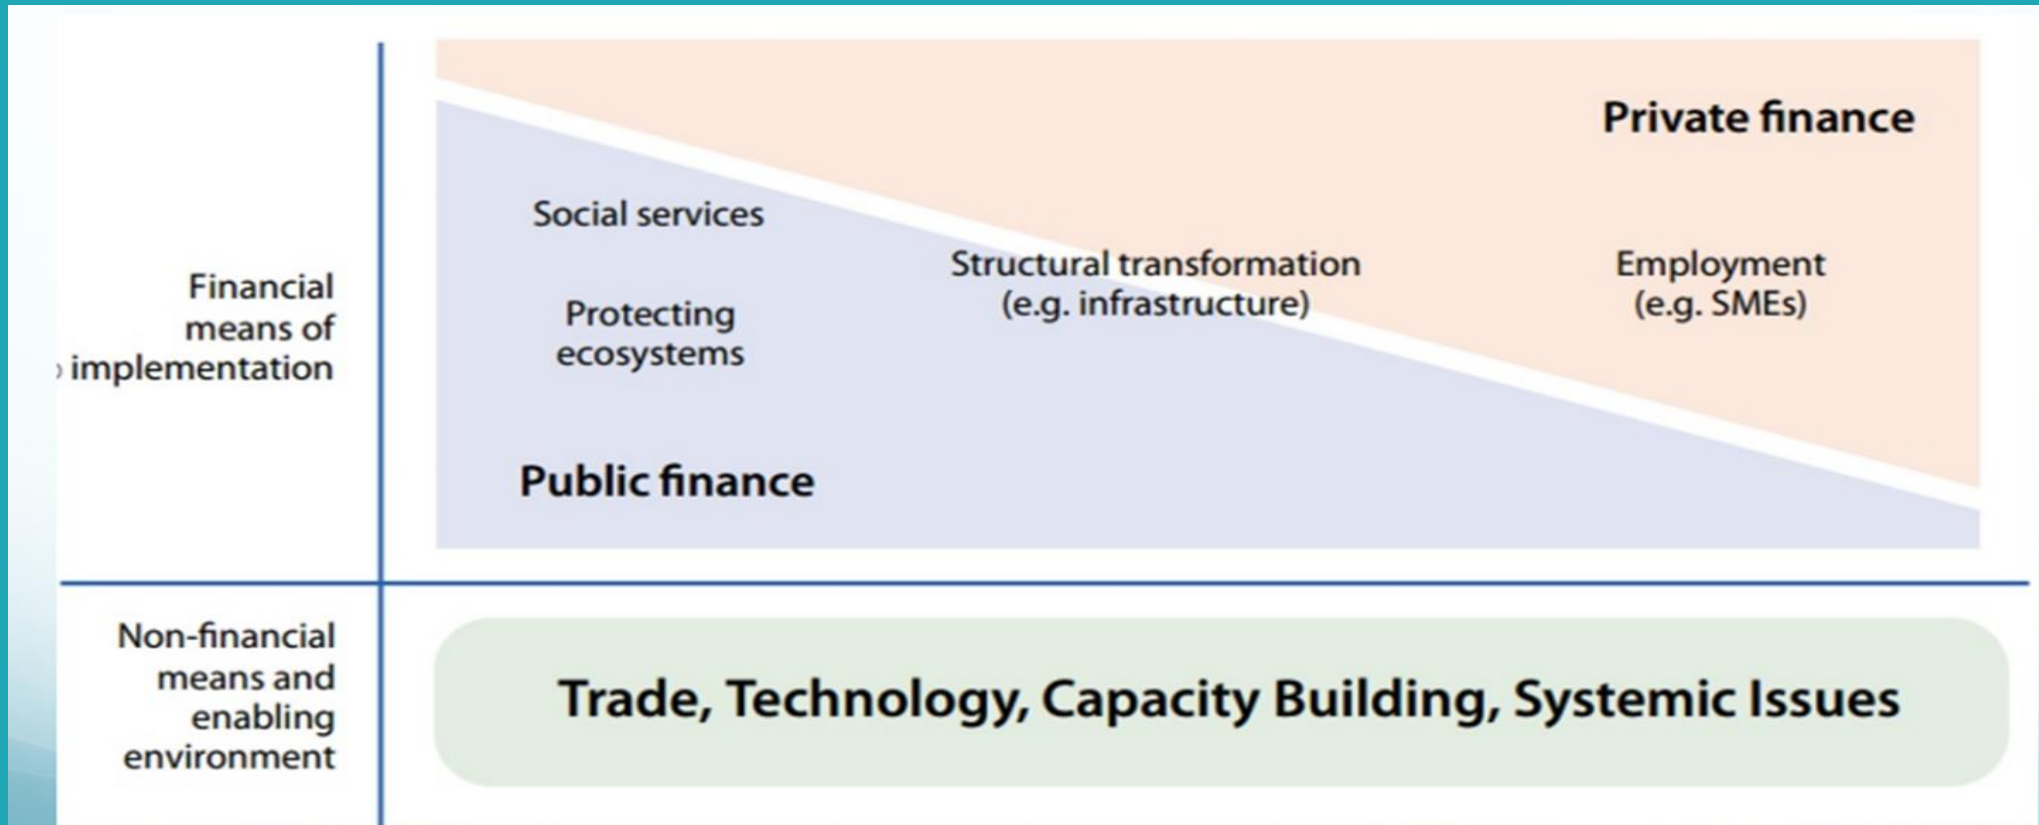 Private finance
Social services
Structural transformation
(e.g. infrastructure)
Employment
(e.g. SMEs)
Financial
means of
implementation
Protecting
ecosystems
Public finance
Non-financial
means and
enabling
environment
Trade, Technology, Capacity Building, Systemic Issues